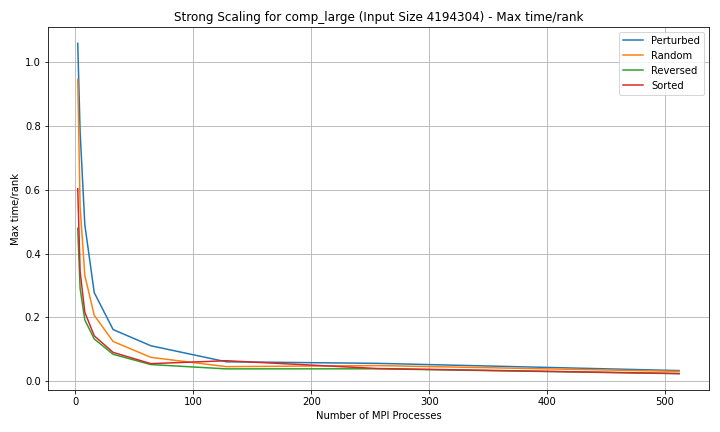 Strong Scaling for comp_large (Input Size 4194304) - Max time/rank
Perturbed
Random
Reversed
Sorted
1.0
0.8
0.6
0.4
0.2
0.0
Max time/rank
0 100 200 300 400 500
Number of MPI Processes